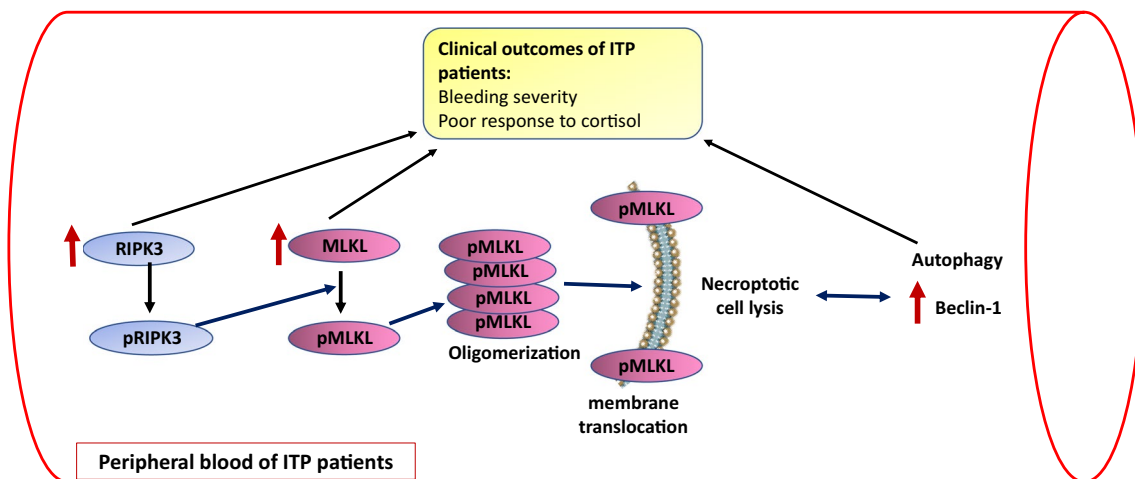 Clinical outcomes of ITP
patients:
Bleeding severity
Poor response to cortisol
RIPK3
MLKL
pRIPK3
pMLKL
pMLKL
pMLKL
pMLKL
pMLKL
Oligomerization
pMLKL
pMLKL
membrane
translocation
Necroptotic
cell lysis
Autophagy
Beclin-1
Peripheral blood of ITP patients